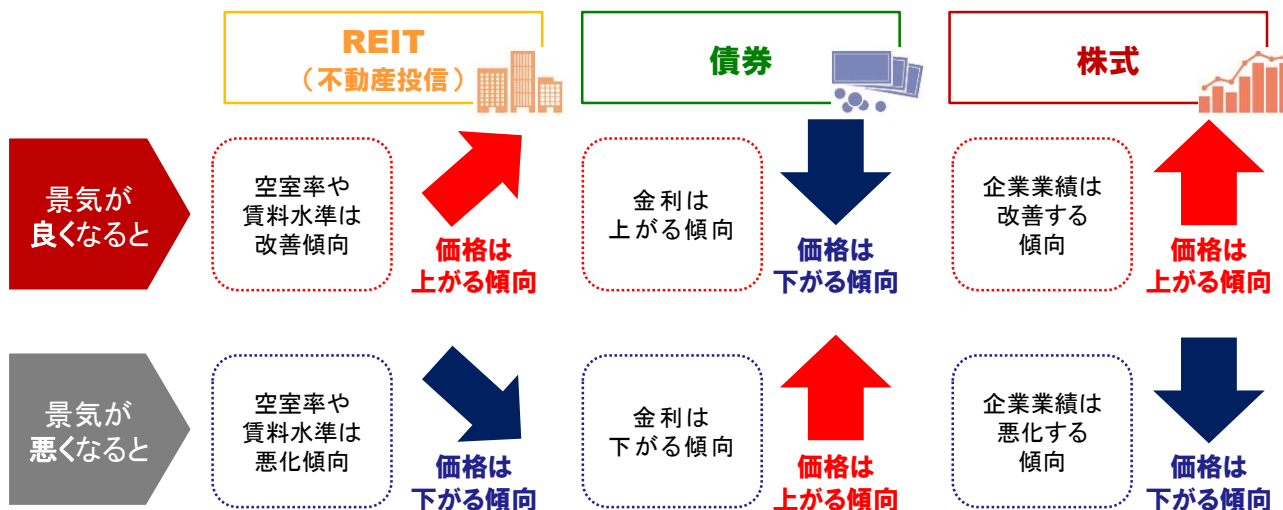 REIT
（不動産投信）
債券
株式
景気が
良くなると
空室率や
賃料水準は
改善傾向
価格は
上がる傾向
金利は
上がる傾向
価格は
下がる傾向
企業業績は
改善する
傾向
価格は
上がる傾向
景気が
悪くなると
空室率や
賃料水準は
悪化傾向
価格は
下がる傾向
金利は
下がる傾向
価格は
上がる傾向
企業業績は
悪化する
傾向
価格は
下がる傾向